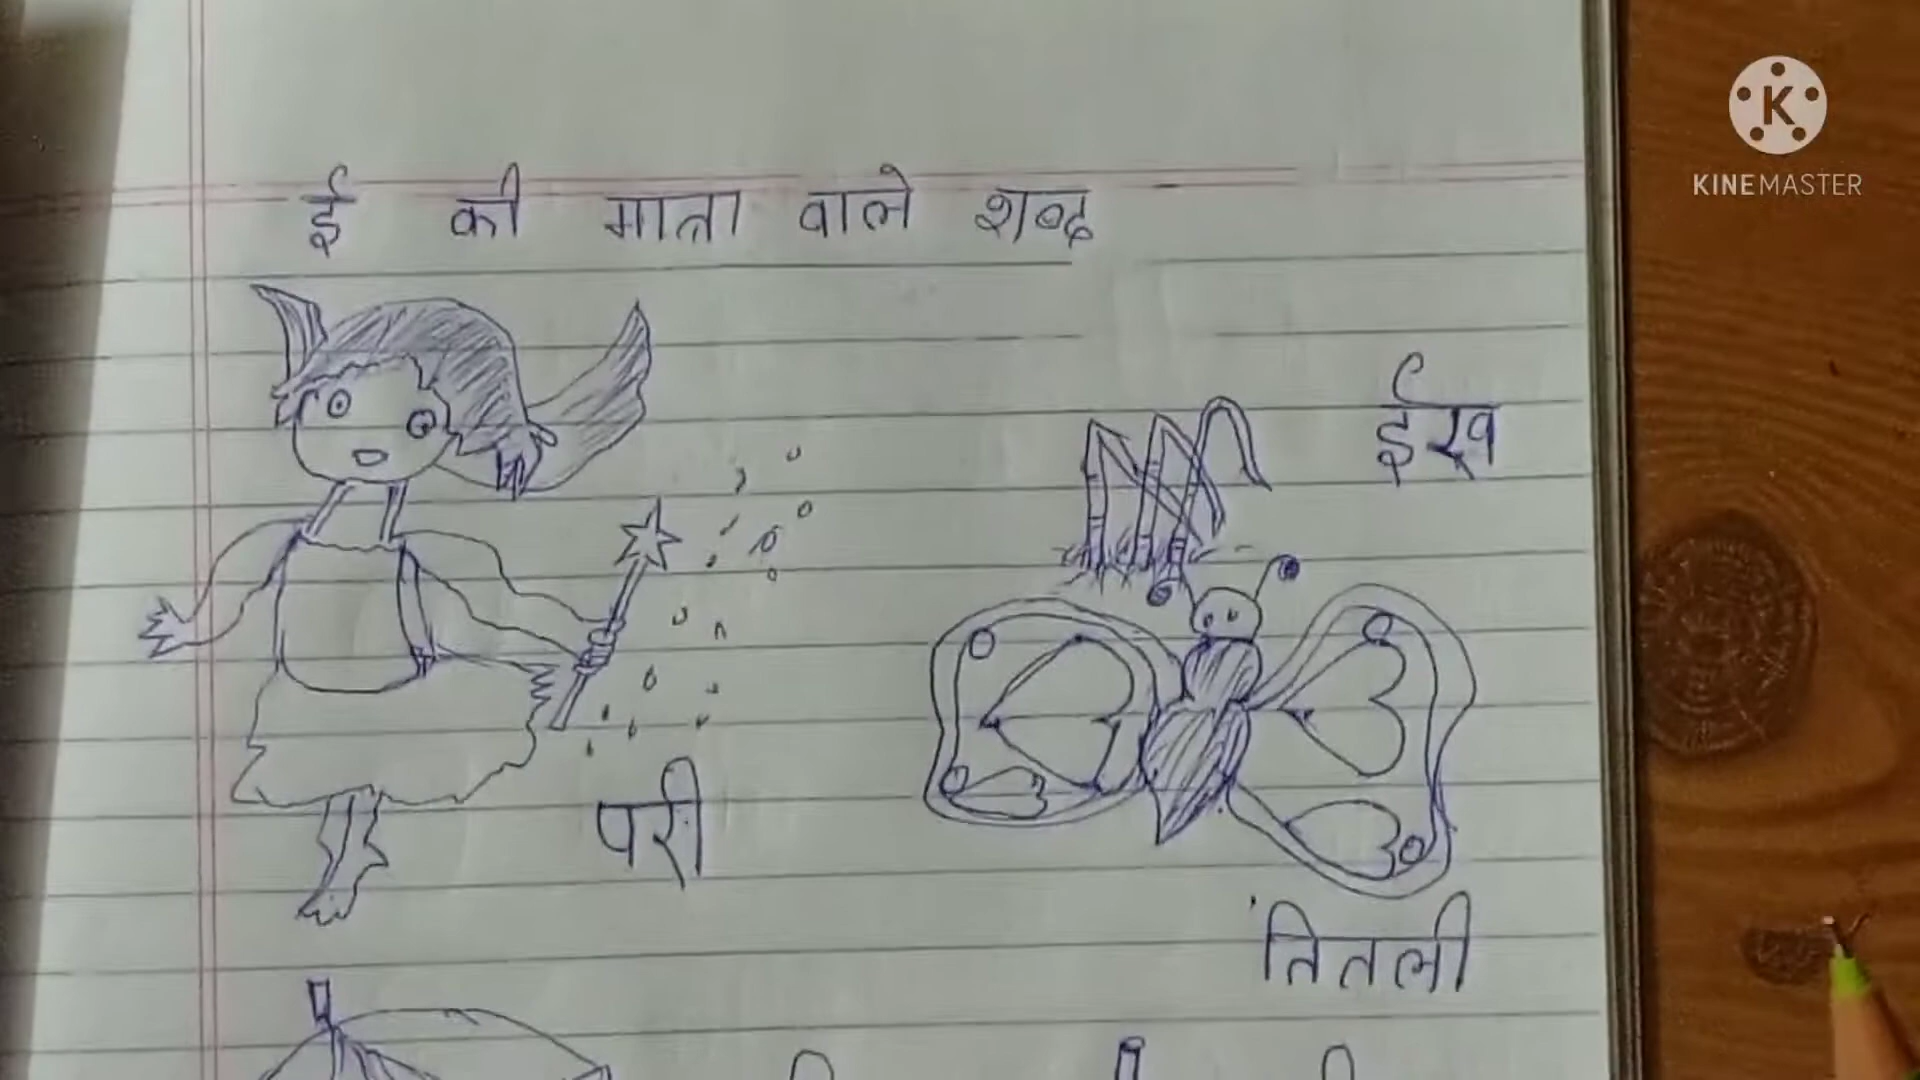 ई की मात्रा वाले शब्द
ईख
परी
तितली
KINEMASTER